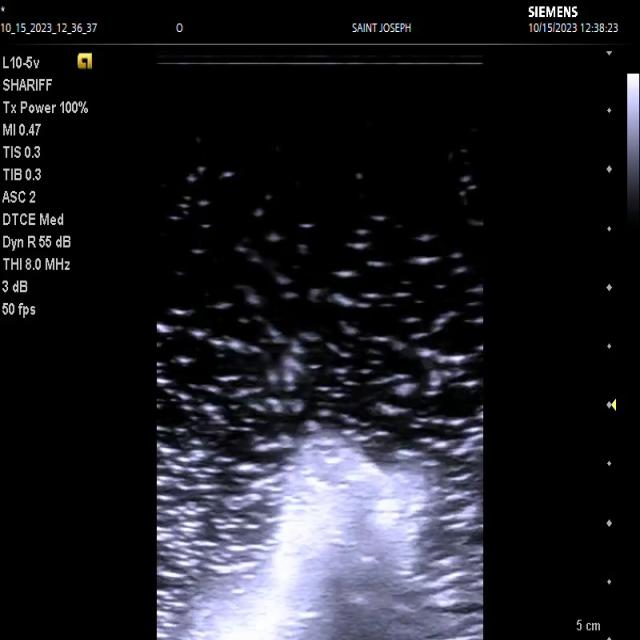 *
SIEMENS
10_15_2023_12_36_37 O SAINT JOSEPH 10/15/2023 12:38:23
L10-5v
SHARIFF
Tx Power 100%
MI 0.47
TIS 0.3
TIB 0.3
ASC 2
DTCE Med
Dyn R 55 dB
THI 8.0 MHz
3 dB
50 fps
5 cm